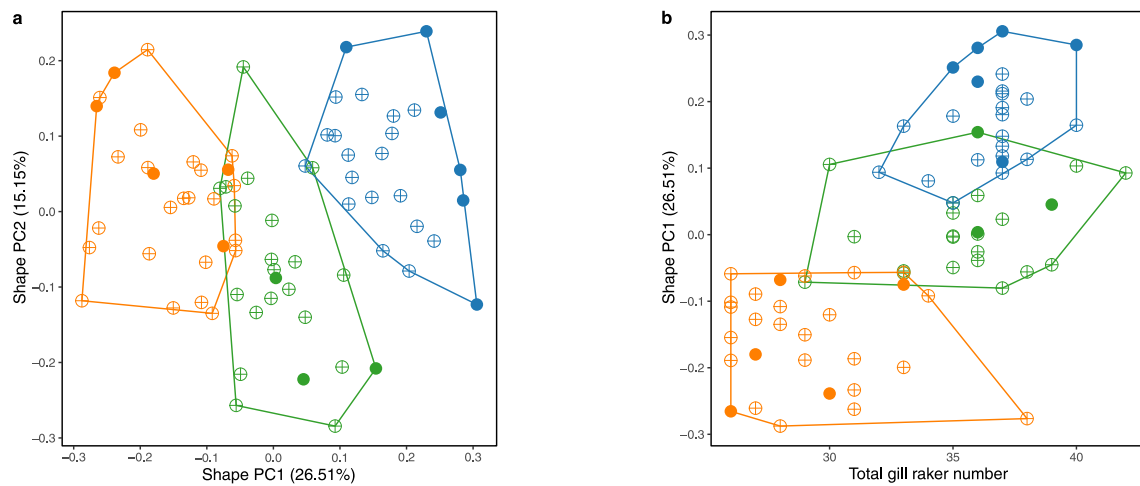 a
0.2
0.1
0.0
−0.1
−0.2
−0.3
Shape PC2 (15.15%)
−0.3 −0.2 −0.1 0.0 0.1 0.2 0.3
Shape PC1 (26.51%)
b
0.3
0.2
0.1
0.0
−0.1
−0.2
−0.3
Shape PC1 (26.51%)
30 35 40
Total gill raker number